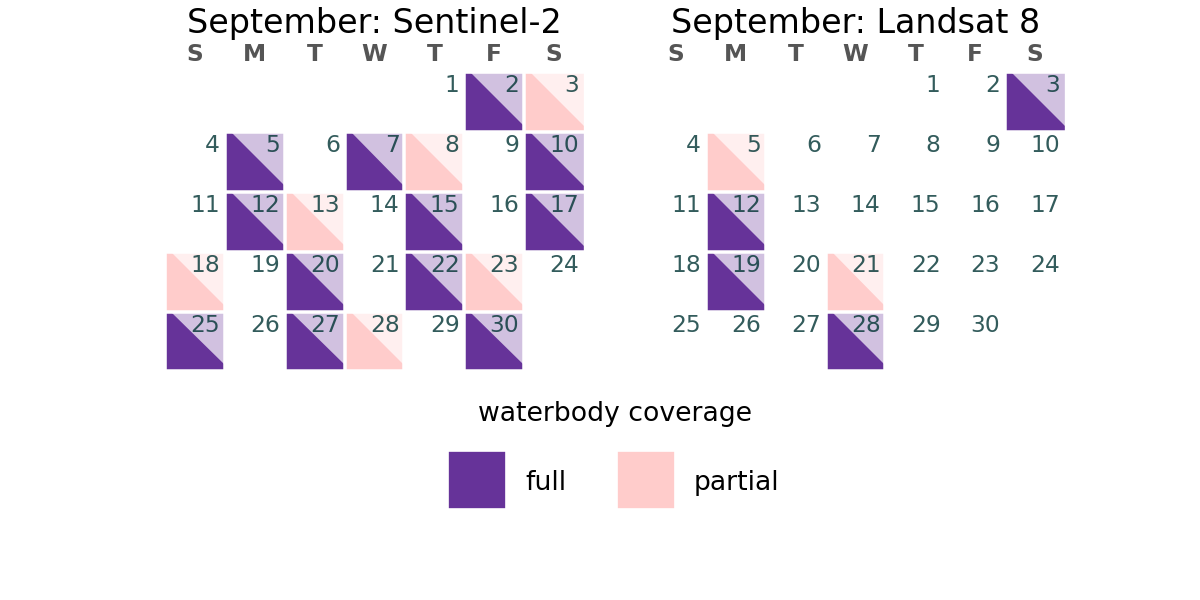 September: Sentinel-2
S M T W T F S
1 2 3
4 5 6 7 8 9 10
11 12 13 14 15 16 17
18 19 20 21 22 23 24
25 26 27 28 29 30
September: Landsat 8
S M T W T F S
1 2 3
4 5 6 7 8 9 10
11 12 13 14 15 16 17
18 19 20 21 22 23 24
25 26 27 28 29 30
waterbody coverage
full
partial